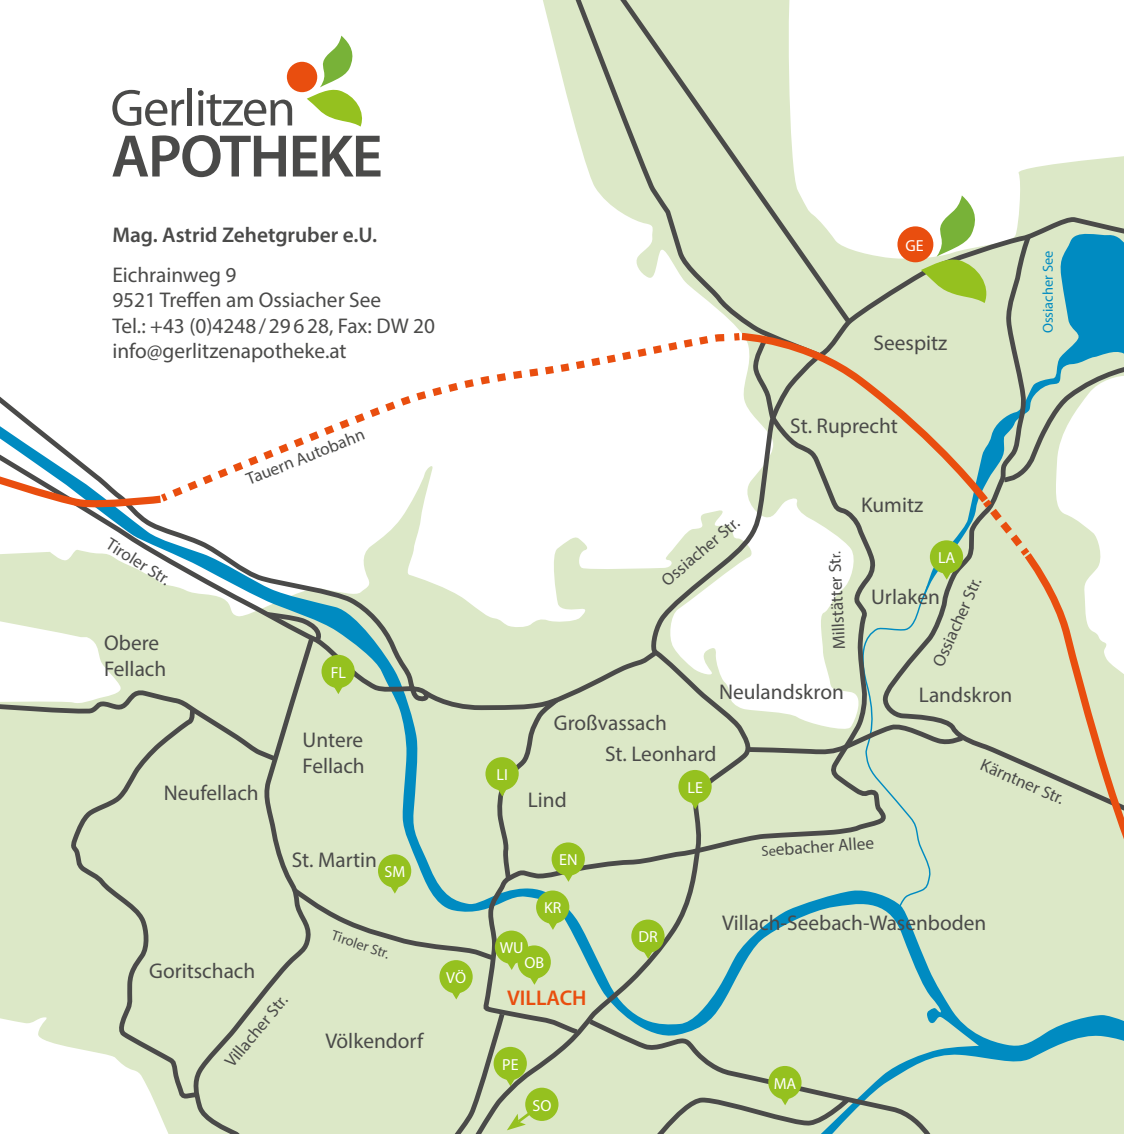 Gerlitzen
APOTHEKE
Mag. Astrid Zehetgruber e.U.
Eichrainweg 9
9521 Treffen am Ossiacher See
Tel.: +43 (0)4248 / 29 6 28, Fax: DW 20
info@gerlitzenapotheke.at
GE
Ossiacher See
Seespitz
St. Ruprecht
Tauern Autobahn
Kumitz
Ossiacher Str.
Tiroler Str.
LA
Millstätter Str.
Urlaken
Ossiacher Str.
Obere
Fellach
FL
Neulandskron
Landskron
Großvassach
Untere
Fellach
St. Leonhard
LI
LE
Kärntner Str.
Neufellach
Lind
Seebacher Allee
St. Martin
EN
SM
KR
Villach-Seebach-Wasenboden
DR
Tiroler Str.
WU
OB
Goritschach
VÖ
VILLACH
Villacher Str.
Völkendorf
PE
MA
SO